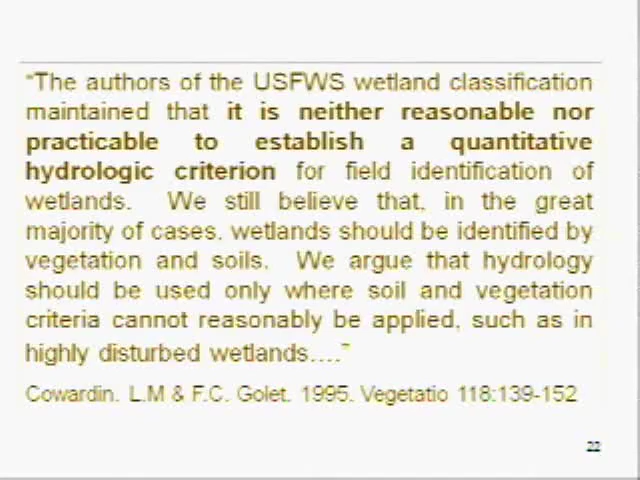 “The authors of the USFWS wetland classification
maintained that it is neither reasonable nor
practicable to establish a quantitative
hydrologic criterion for field identification of
wetlands. We still believe that, in the great
majority of cases, wetlands should be identified by
vegetation and soils. We argue that hydrology
should be used only where soil and vegetation
criteria cannot reasonably be applied, such as in
highly disturbed wetlands….”
Cowardin. L.M & F.C. Golet. 1995. Vegetatio 118:139-152
22